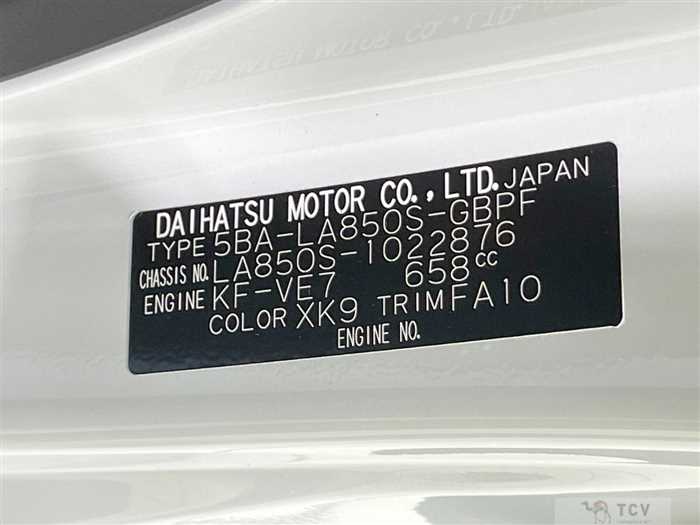 DAIHATSU MOTOR CO., LTD. JAPAN
TYPE 5BA-LA850S-GBPF
CHASSIS NO. LA850S-1022876
ENGINE KF-VE7 658cc
COLOR XK9 TRIM FA10
ENGINE NO.
TCV